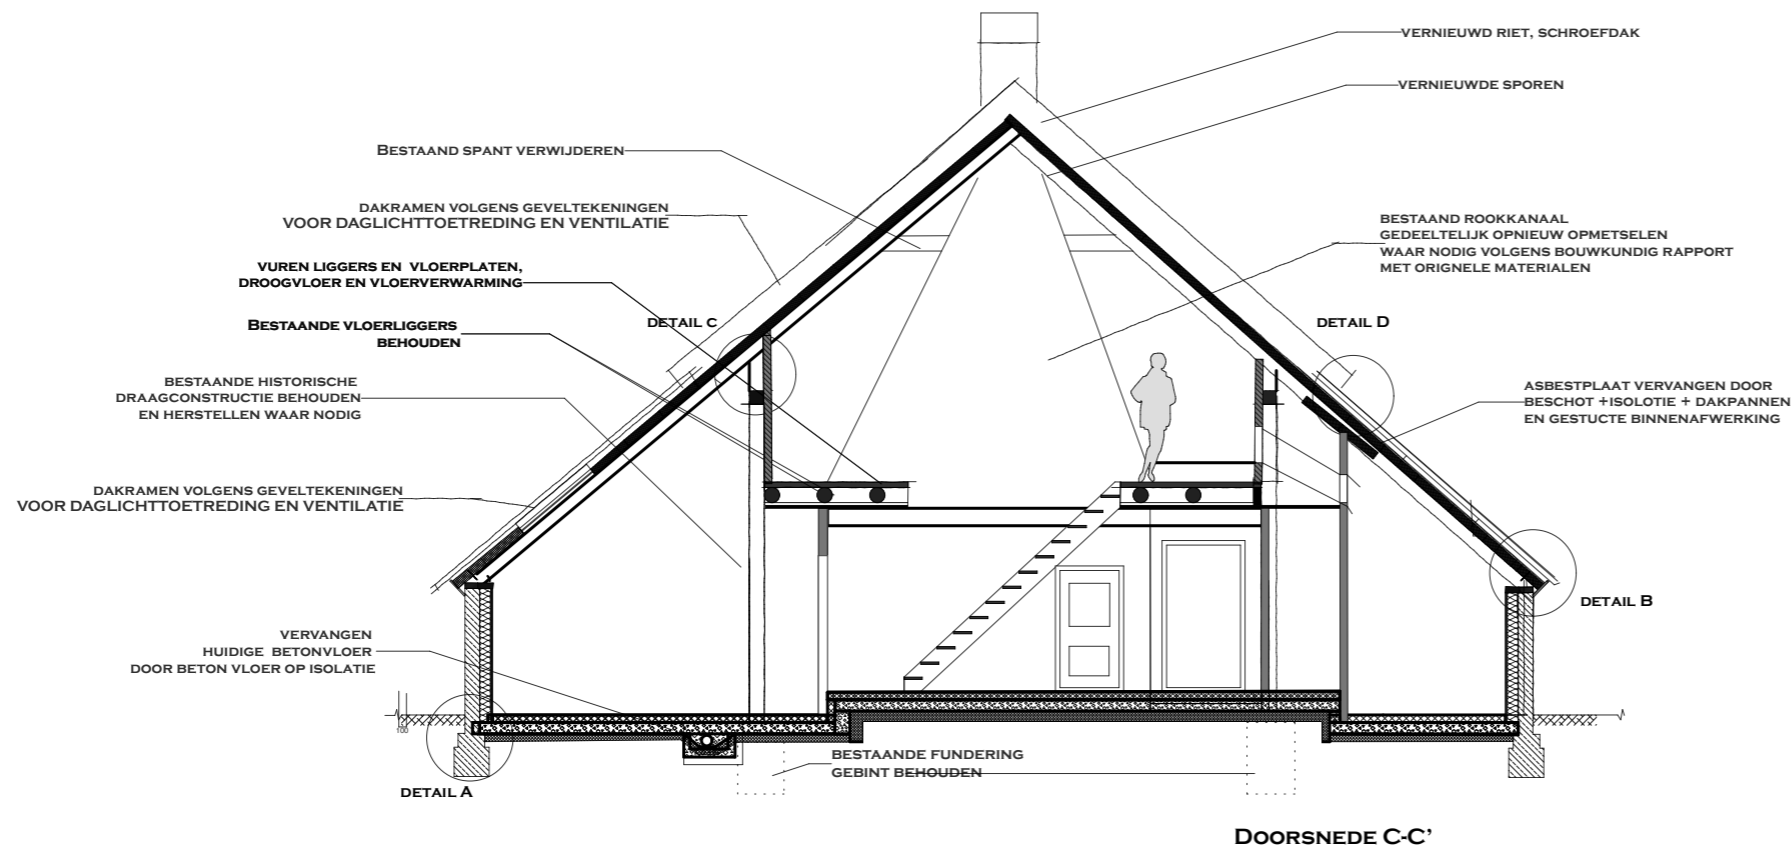 VERNIEUWD RIET, SCHROEFDAK
VERNIEUWDE SPOREN
BESTAAND SPANT VERWIJDEREN
DAKRAMEN VOLGENS GEVELTEKENINGEN
VOOR DAGLICHTTOETREDING EN VENTILATIE
BESTAAND ROOKKANAAL
GEDEELTELIJK OPNIEUW OPMETSELEN
WAAR NODIG VOLGENS BOUWKUNDIG RAPPORT
MET ORIGNELE MATERIALEN
VUREN LIGGERS EN VLOERPLATEN,
DROOGVLOER EN VLOERVERWARMING
DETAIL C
DETAIL D
BESTAANDE VLOERLIGGERS
BEHOUDEN
BESTAANDE HISTORISCHE
DRAAGCONSTRUCTIE BEHOUDEN
EN HERSTELLEN WAAR NODIG
ASBESTPLAAT VERVANGEN DOOR
BESCHOT +ISOLOTIE + DAKPANNEN
EN GESTUCTE BINNENAFWERKING
DAKRAMEN VOLGENS GEVELTEKENINGEN
VOOR DAGLICHTTOETREDING EN VENTILATIE
DETAIL B
VERVANGEN
HUIDIGE BETONVLOER
DOOR BETON VLOER OP ISOLATIE
100
BESTAANDE FUNDERING
GEBINT BEHOUDEN
DETAIL A
DOORSNEDE C-C'